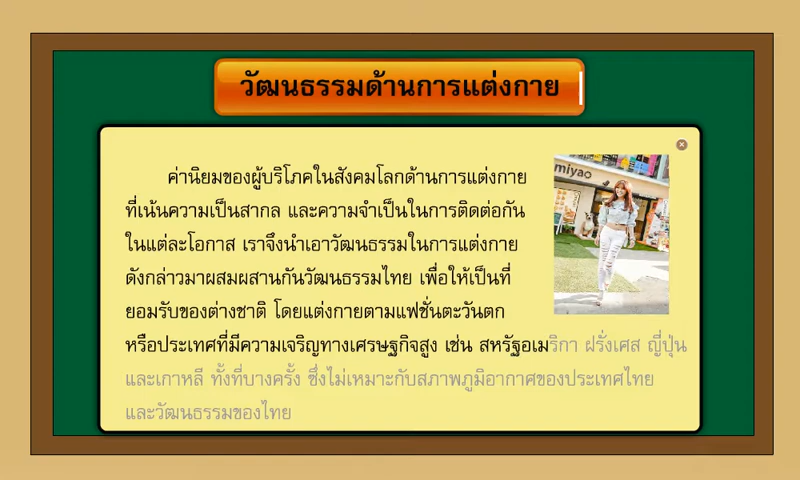 วัฒนธรรมด้านการแต่งกาย
ค่านิยมของผู้บริโภคในสังคมโลกด้านการแต่งกาย
ที่เน้นความเป็นสากล และความจำเป็นในการติดต่อกัน
ในแต่ละโอกาส เราจึงนำเอาวัฒนธรรมในการแต่งกาย
ดังกล่าวมาผสมผสานกันวัฒนธรรมไทย เพื่อให้เป็นที่
ยอมรับของต่างชาติ โดยแต่งกายตามแฟชั่นตะวันตก
หรือประเทศที่มีความเจริญทางเศรษฐกิจสูง เช่น สหรัฐอเมริกา ฝรั่งเศส ญี่ปุ่น
และเกาหลี ทั้งที่บางครั้ง ซึ่งไม่เหมาะกับสภาพภูมิอากาศของประเทศไทย
และวัฒนธรรมของไทย
miyao